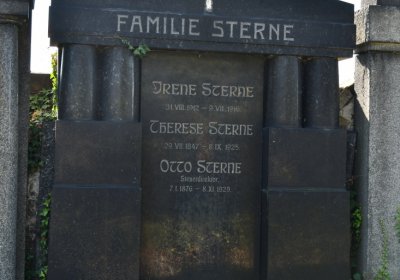 FAMILIE STERNE
Irene Sterne
Therese Sterne
29.VII.1847 – 8.IX.1925.
Otto Sterne
7.I.1876 – 8.XI.1929.